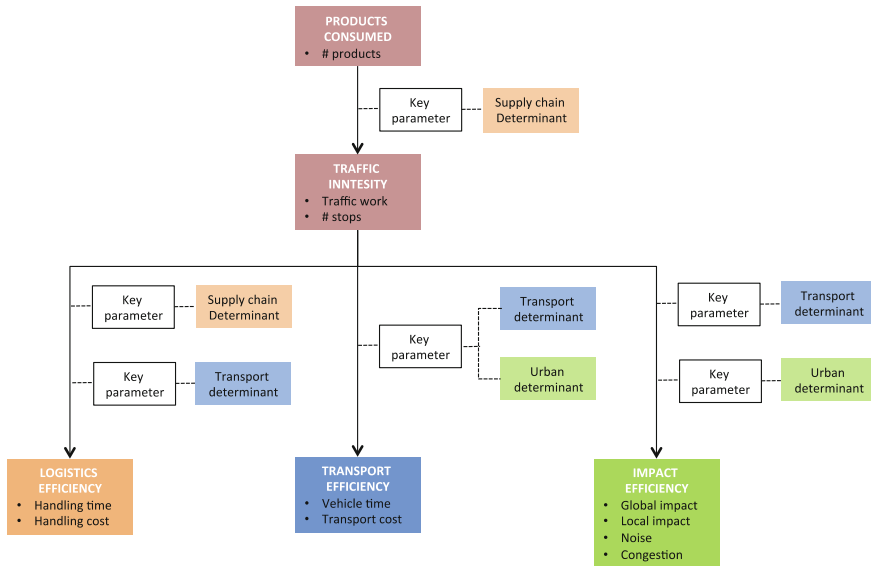 PRODUCTS
CONSUMED
• # products
Key
parameter
Supply chain
Determinant
TRAFFIC
INNTESITY
• Traffic work
• # stops
Key
parameter
Supply chain
Determinant
Key
parameter
Transport
determinant
Key
parameter
Transport
determinant
Urban
determinant
Key
parameter
Transport
determinant
Key
parameter
Urban
determinant
LOGISTICS
EFFICIENCY
• Handling time
• Handling cost
TRANSPORT
EFFICIENCY
• Vehicle time
• Transport cost
IMPACT
EFFICIENCY
• Global impact
• Local impact
• Noise
• Congestion